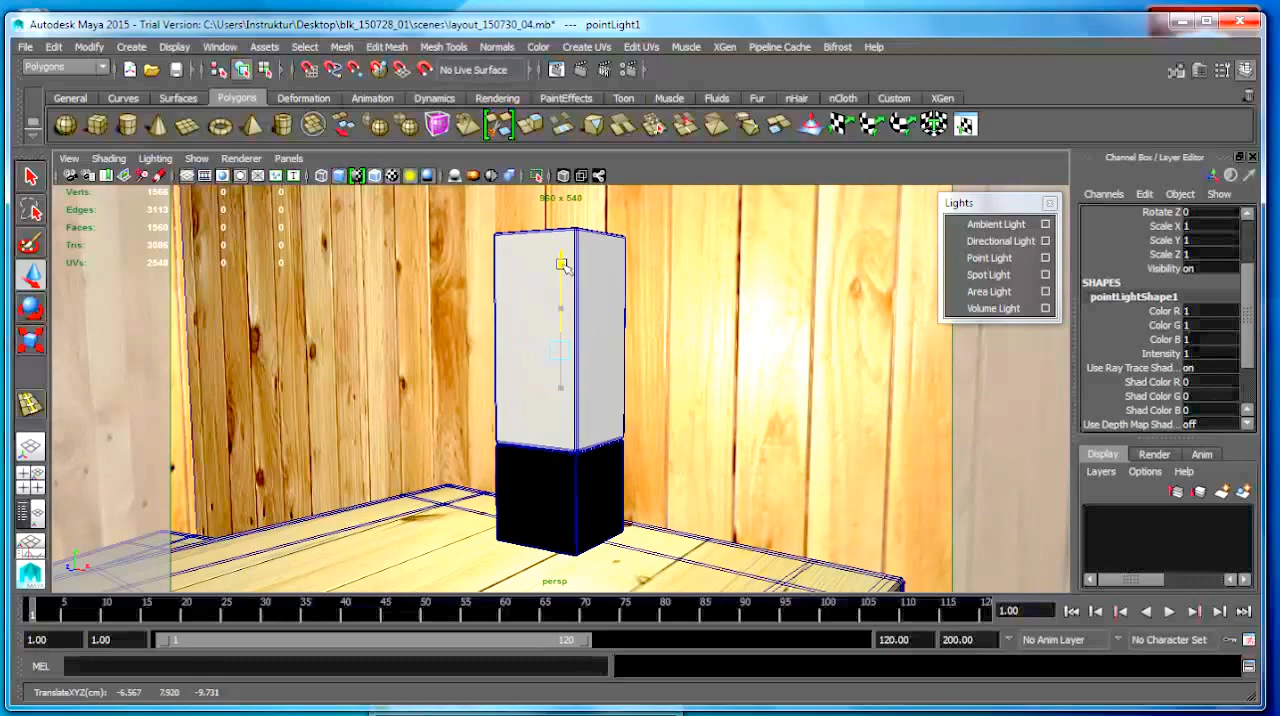 Autodesk Maya 2015 - Trial Version: C:\Users\Instruktur\Desktop\blk_150728_01\scenes\layout_150730_04.mb* --- pointLight1
File Edit Modify Create Display Window Assets Select Mesh Edit Mesh Mesh Tools Normals Color Create UVs Edit UVs Muscle XGen Pipeline Cache Bifrost Help
Polygons No Live Surface
General Curves Surfaces Polygons Deformation Animation Dynamics Rendering PaintEffects Toon Muscle Fluids Fur nHair nCloth Custom XGen
View Shading Lighting Show Renderer Panels
Channel Box / Layer Editor
Verts: 1566 0 0
Edges: 3113 0 0
Faces: 1560 0 0
Tris: 3086 0 0
UVs: 2548 0 0
960 x 540
Lights
Ambient Light
Directional Light
Point Light
Spot Light
Area Light
Volume Light
Channels Edit Object Show
Rotate Z 0
Scale X 1
Scale Y 1
Scale Z 1
Visibility on
SHAPES
pointLightShape1
Color R 1
Color G 1
Color B 1
Intensity 1
Use Ray Trace Shad... on
Shad Color R 0
Shad Color G 0
Shad Color B 0
Use Depth Map Shad... off
Display Render Anim
Layers Options Help
persp
1 5 10 15 20 25 30 35 40 45 50 55 60 65 70 75 80 85 90 95 100 105 110 115 12
1.00
1.00 1.00 1 120 120.00 200.00 No Anim Layer No Character Set
MEL
TranslateXYZ(cm): -6.567 7.920 -9.731